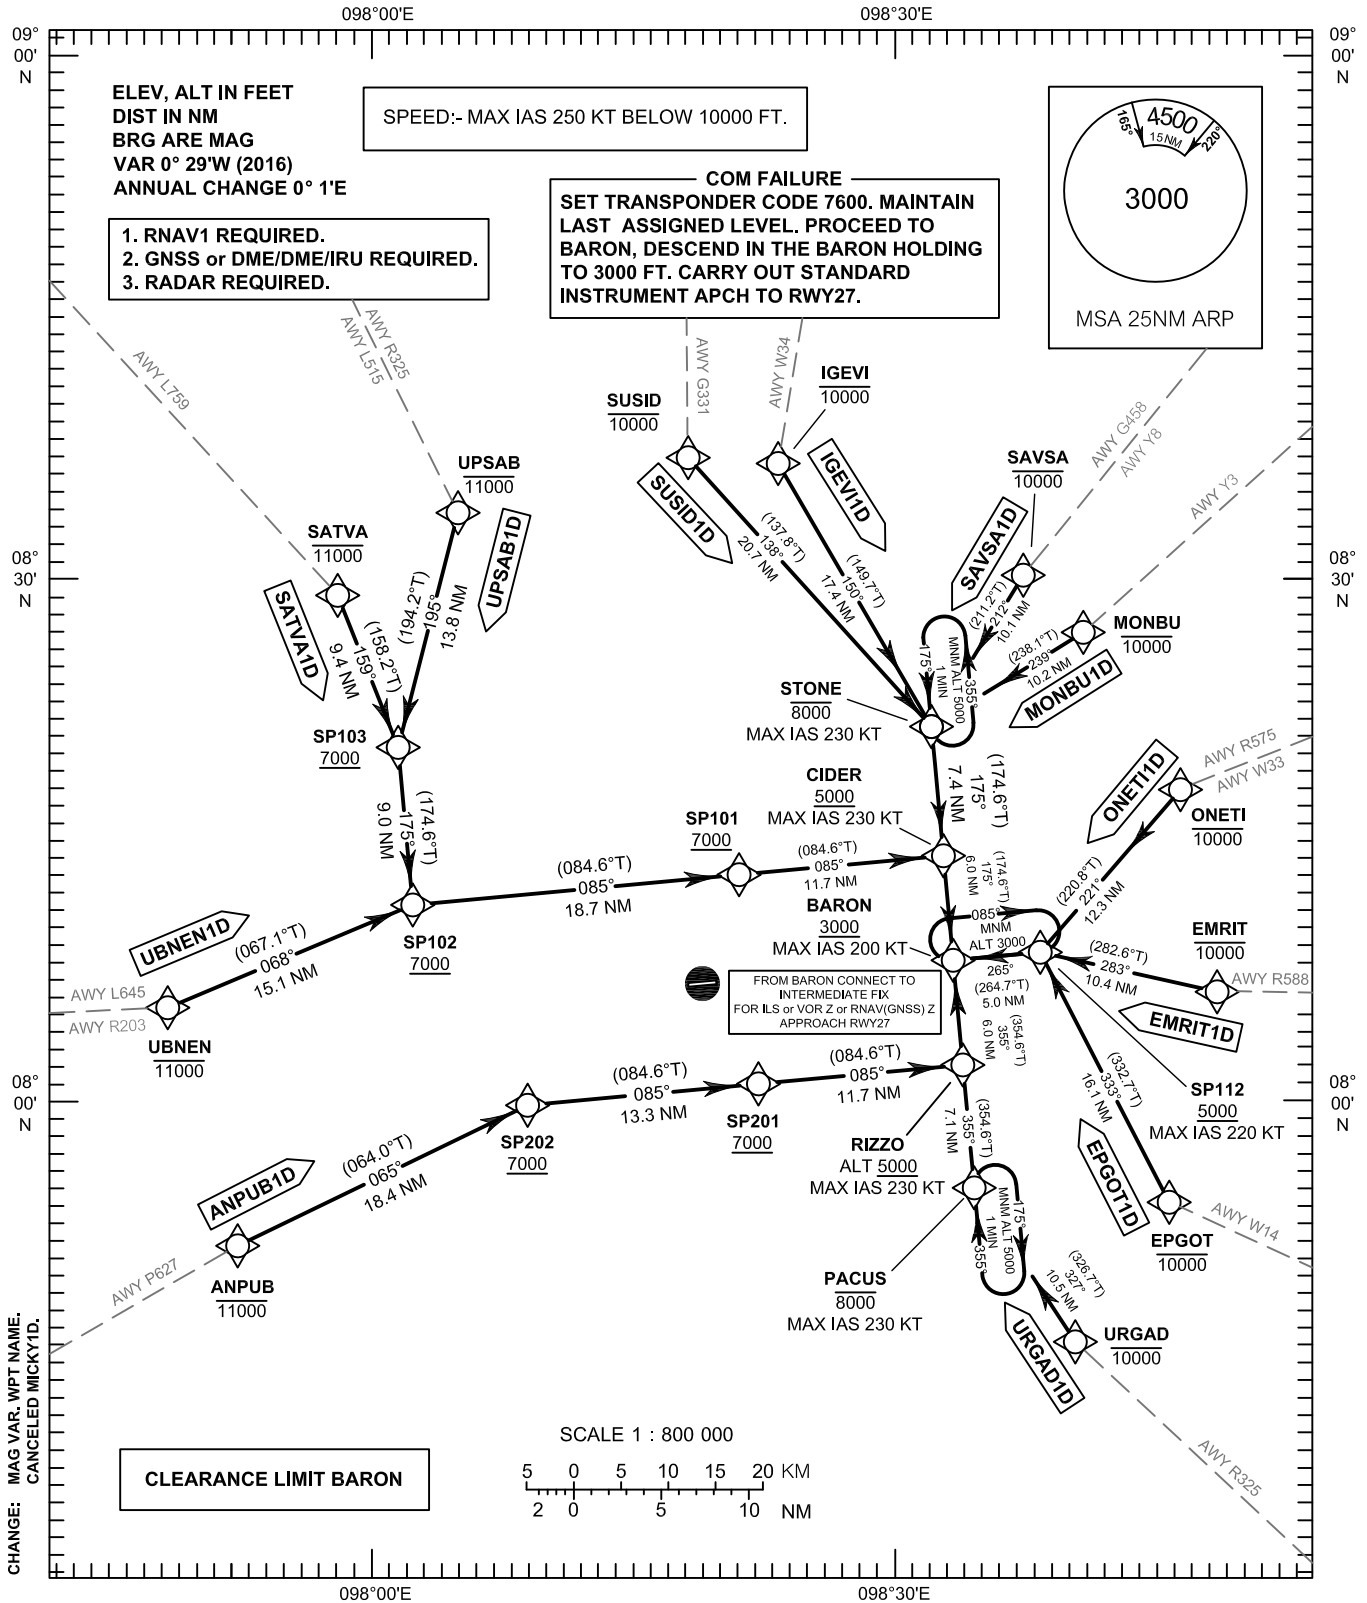 098°00'E
098°30'E
09°
00'
N
09°
00'
N
ELEV, ALT IN FEET
DIST IN NM
BRG ARE MAG
VAR 0° 29'W (2016)
ANNUAL CHANGE 0° 1'E
SPEED:- MAX IAS 250 KT BELOW 10000 FT.
4500
15NM
165°
220°
3000
MSA 25NM ARP
COM FAILURE
SET TRANSPONDER CODE 7600. MAINTAIN
LAST ASSIGNED LEVEL. PROCEED TO
BARON, DESCEND IN THE BARON HOLDING
TO 3000 FT. CARRY OUT STANDARD
INSTRUMENT APCH TO RWY27.
1. RNAV1 REQUIRED.
2. GNSS or DME/DME/IRU REQUIRED.
3. RADAR REQUIRED.
AWY L759
AWY R325
AWY L515
AWY G331
AWY W34
AWY G458
AWY Y8
AWY Y3
IGEVI
10000
SUSID
10000
SAVSA
10000
UPSAB
11000
SATVA
11000
08°
30'
N
08°
30'
N
SUSID1D
IGEVI1D
SAVSA1D
UPSAB1D
SATVA1D
MONBU1D
MONBU
10000
(137.8°T)
138°
20.7 NM
(149.7°T)
150°
17.4 NM
(211.2°T)
212°
10.1 NM
(238.1°T)
239°
10.2 NM
(194.2°T)
195°
13.8 NM
(158.2°T)
159°
9.4 NM
175°
1 MIN
MNM ALT 5000
355°
STONE
8000
MAX IAS 230 KT
SP103
7000
(174.6°T)
175°
9.0 NM
(174.6°T)
175°
7.4 NM
CIDER
5000
MAX IAS 230 KT
AWY R575
AWY W33
ONETI1D
ONETI
10000
(220.8°T)
221°
12.3 NM
SP101
7000
(084.6°T)
085°
18.7 NM
(084.6°T)
085°
11.7 NM
(174.6°T)
175°
6.0 NM
BARON
3000
MAX IAS 200 KT
085°
MNM
ALT 3000
265°
(264.7°T)
5.0 NM
EMRIT
10000
(282.6°T)
283°
10.4 NM
AWY R588
EMRIT1D
UBNEN1D
(067.1°T)
068°
15.1 NM
SP102
7000
AWY L645
AWY R203
UBNEN
11000
FROM BARON CONNECT TO
INTERMEDIATE FIX
FOR ILS or VOR Z or RNAV(GNSS) Z
APPROACH RWY27
(354.6°T)
355°
6.0 NM
08°
00'
N
08°
00'
N
(084.6°T)
085°
13.3 NM
(084.6°T)
085°
11.7 NM
SP202
7000
SP201
7000
RIZZO
ALT 5000
MAX IAS 230 KT
(354.6°T)
355°
7.1 NM
SP112
5000
MAX IAS 220 KT
(332.7°T)
333°
16.1 NM
EPGOT1D
EPGOT
10000
AWY W14
ANPUB1D
(064.0°T)
065°
18.4 NM
AWY P627
ANPUB
11000
PACUS
8000
MAX IAS 230 KT
175°
MNM ALT 5000
1 MIN
355°
(326.7°T)
327°
10.5 NM
URGAD1D
URGAD
10000
AWY R325
SCALE 1 : 800 000
5 0 5 10 15 20 KM
2 0 5 10 NM
CLEARANCE LIMIT BARON
CHANGE: MAG VAR. WPT NAME.
CANCELED MICKY1D.
098°00'E
098°30'E